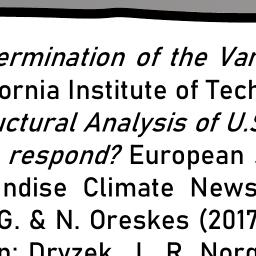 ermination of the Var
ornia Institute of Tech
uctural Analysis of U.S
respond? European
ndise Climate News
G. & N. Oreskes (2017
n: Dryzek, J., R. Norg